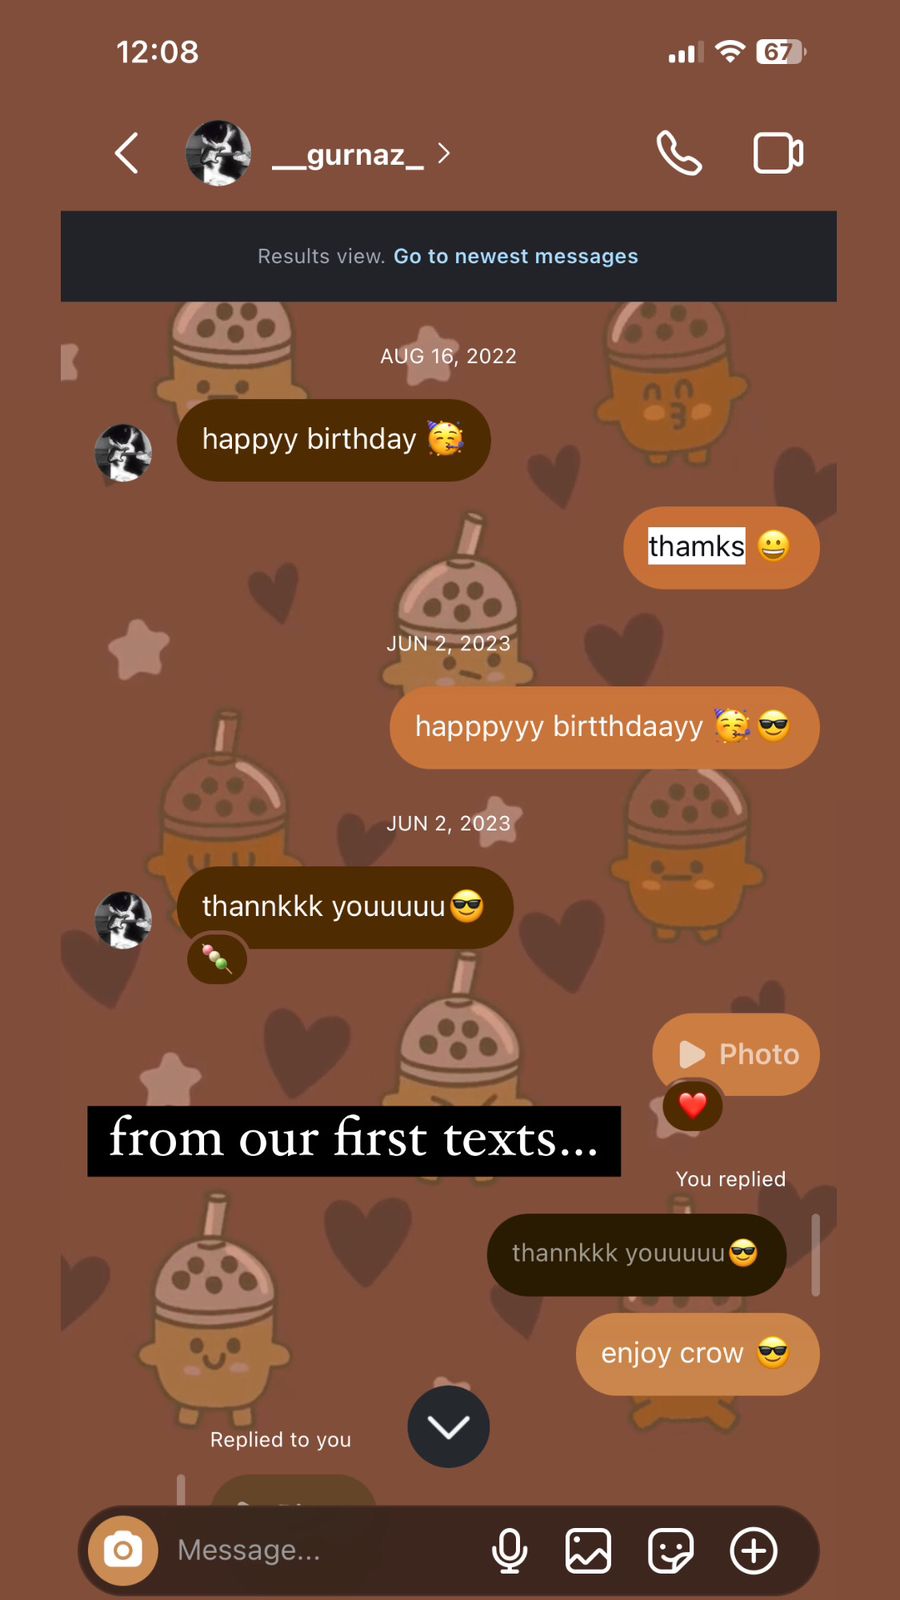 12:08
67
__gurnaz_
Results view. Go to newest messages
AUG 16, 2022
happyy birthday 🥳
thamks 😀
JUN 2, 2023
happpyyy birtthdaayy 🥳😎
JUN 2, 2023
thannkkk youuuuu😎
Photo
from our first texts...
You replied
thannkkk youuuuu😎
enjoy crow 😎
Replied to you
Message...